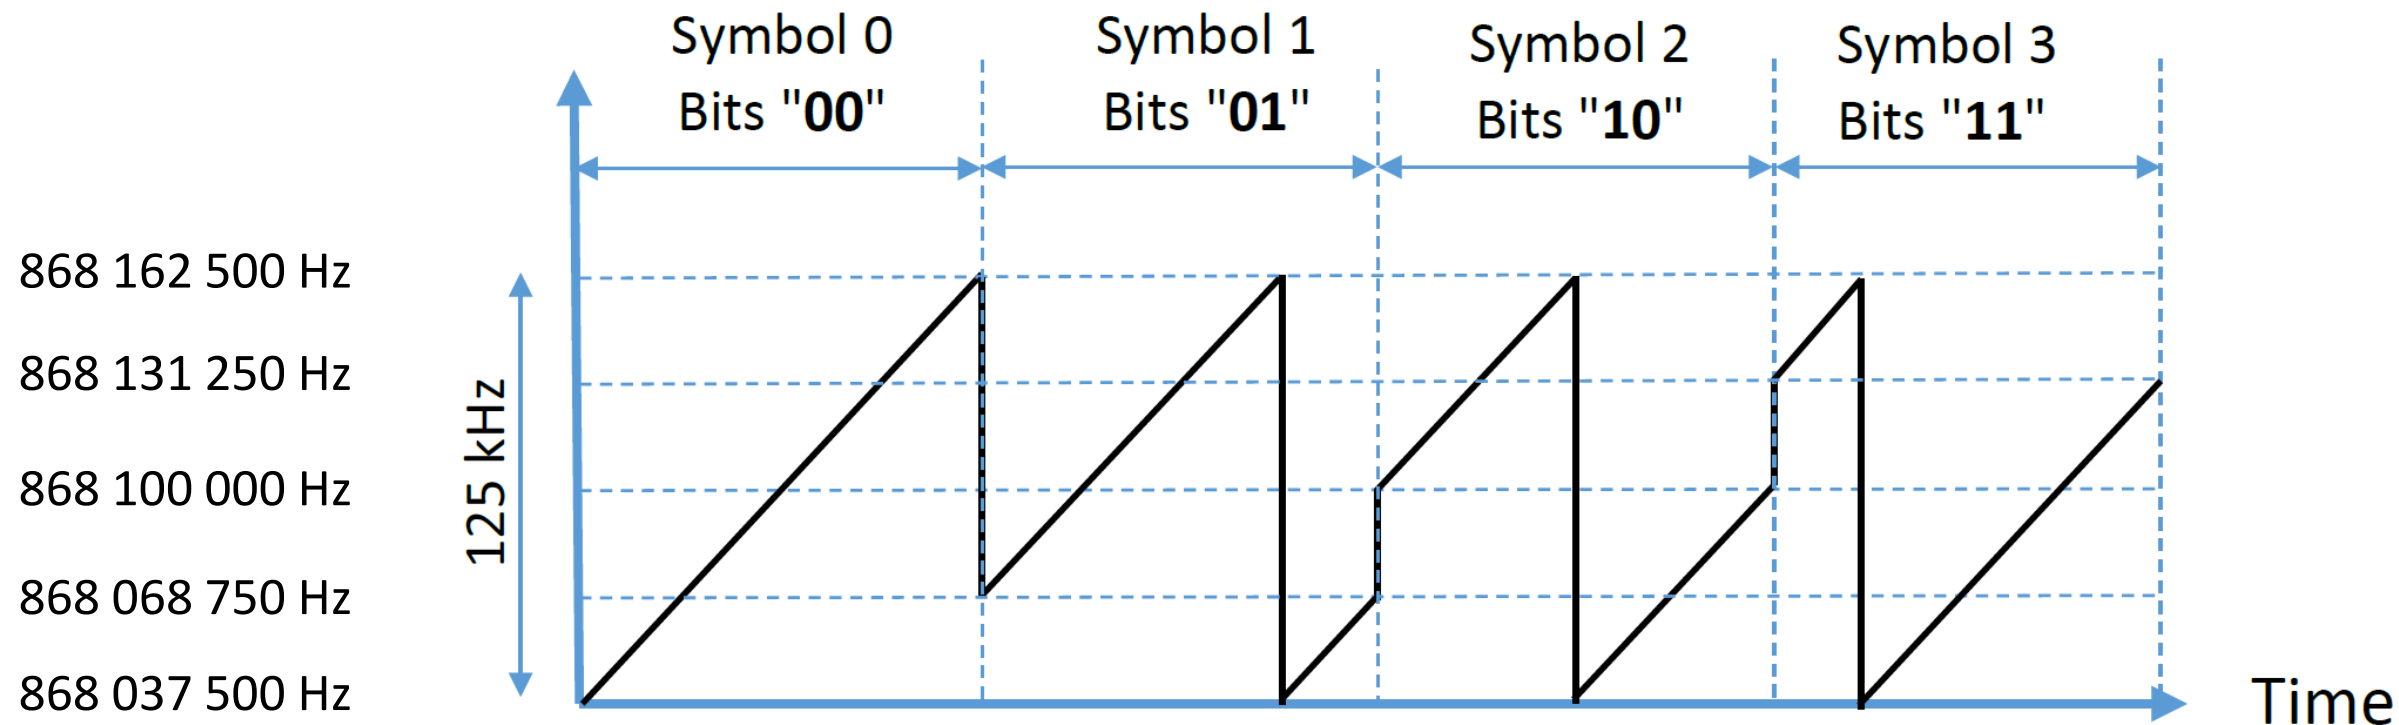 Symbol 0
Bits "00"
Symbol 1
Bits "01"
Symbol 2
Bits "10"
Symbol 3
Bits "11"
868 162 500 Hz
868 131 250 Hz
868 100 000 Hz
868 068 750 Hz
868 037 500 Hz
125 kHz
Time